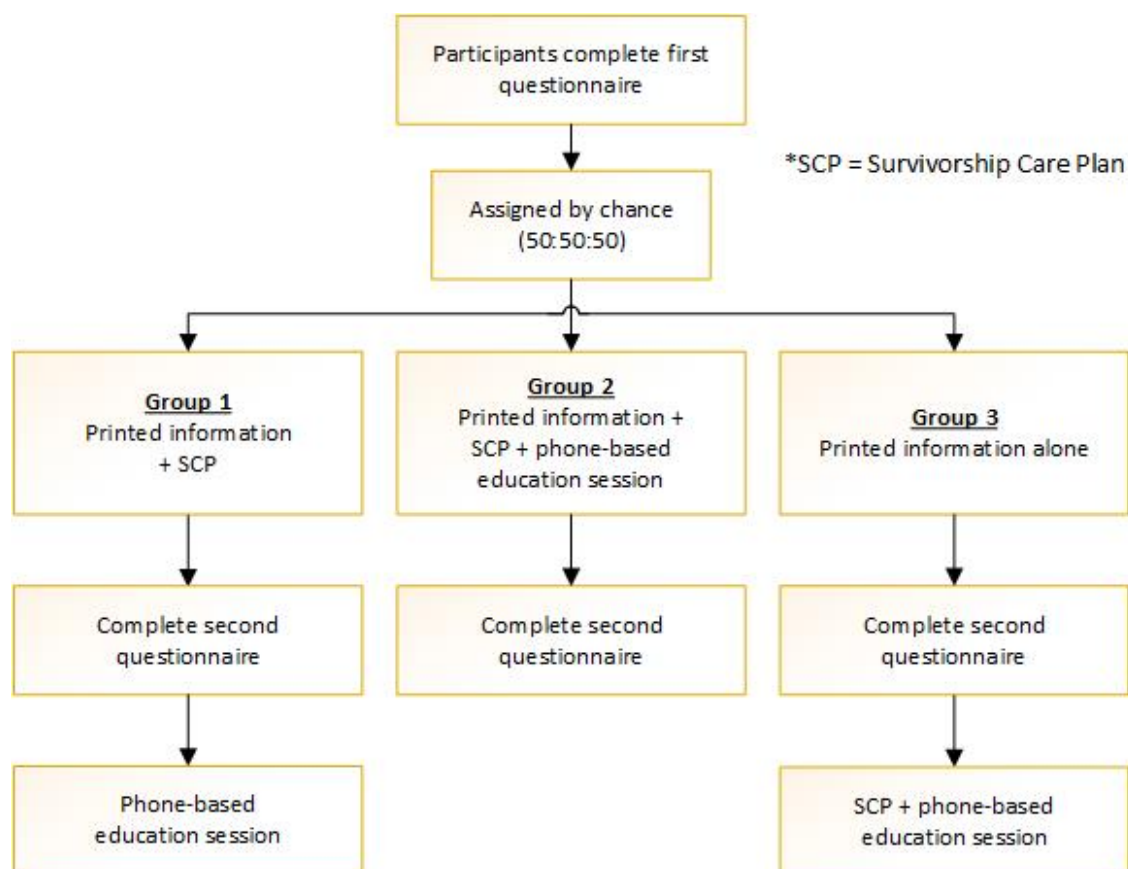 Participants complete first
questionnaire
*SCP = Survivorship Care Plan
Assigned by chance
(50:50:50)
Group 1
Printed information
+ SCP
Group 2
Printed information +
SCP + phone-based
education session
Group 3
Printed information alone
Complete second
questionnaire
Complete second
questionnaire
Complete second
questionnaire
Phone-based
education session
SCP + phone-based
education session